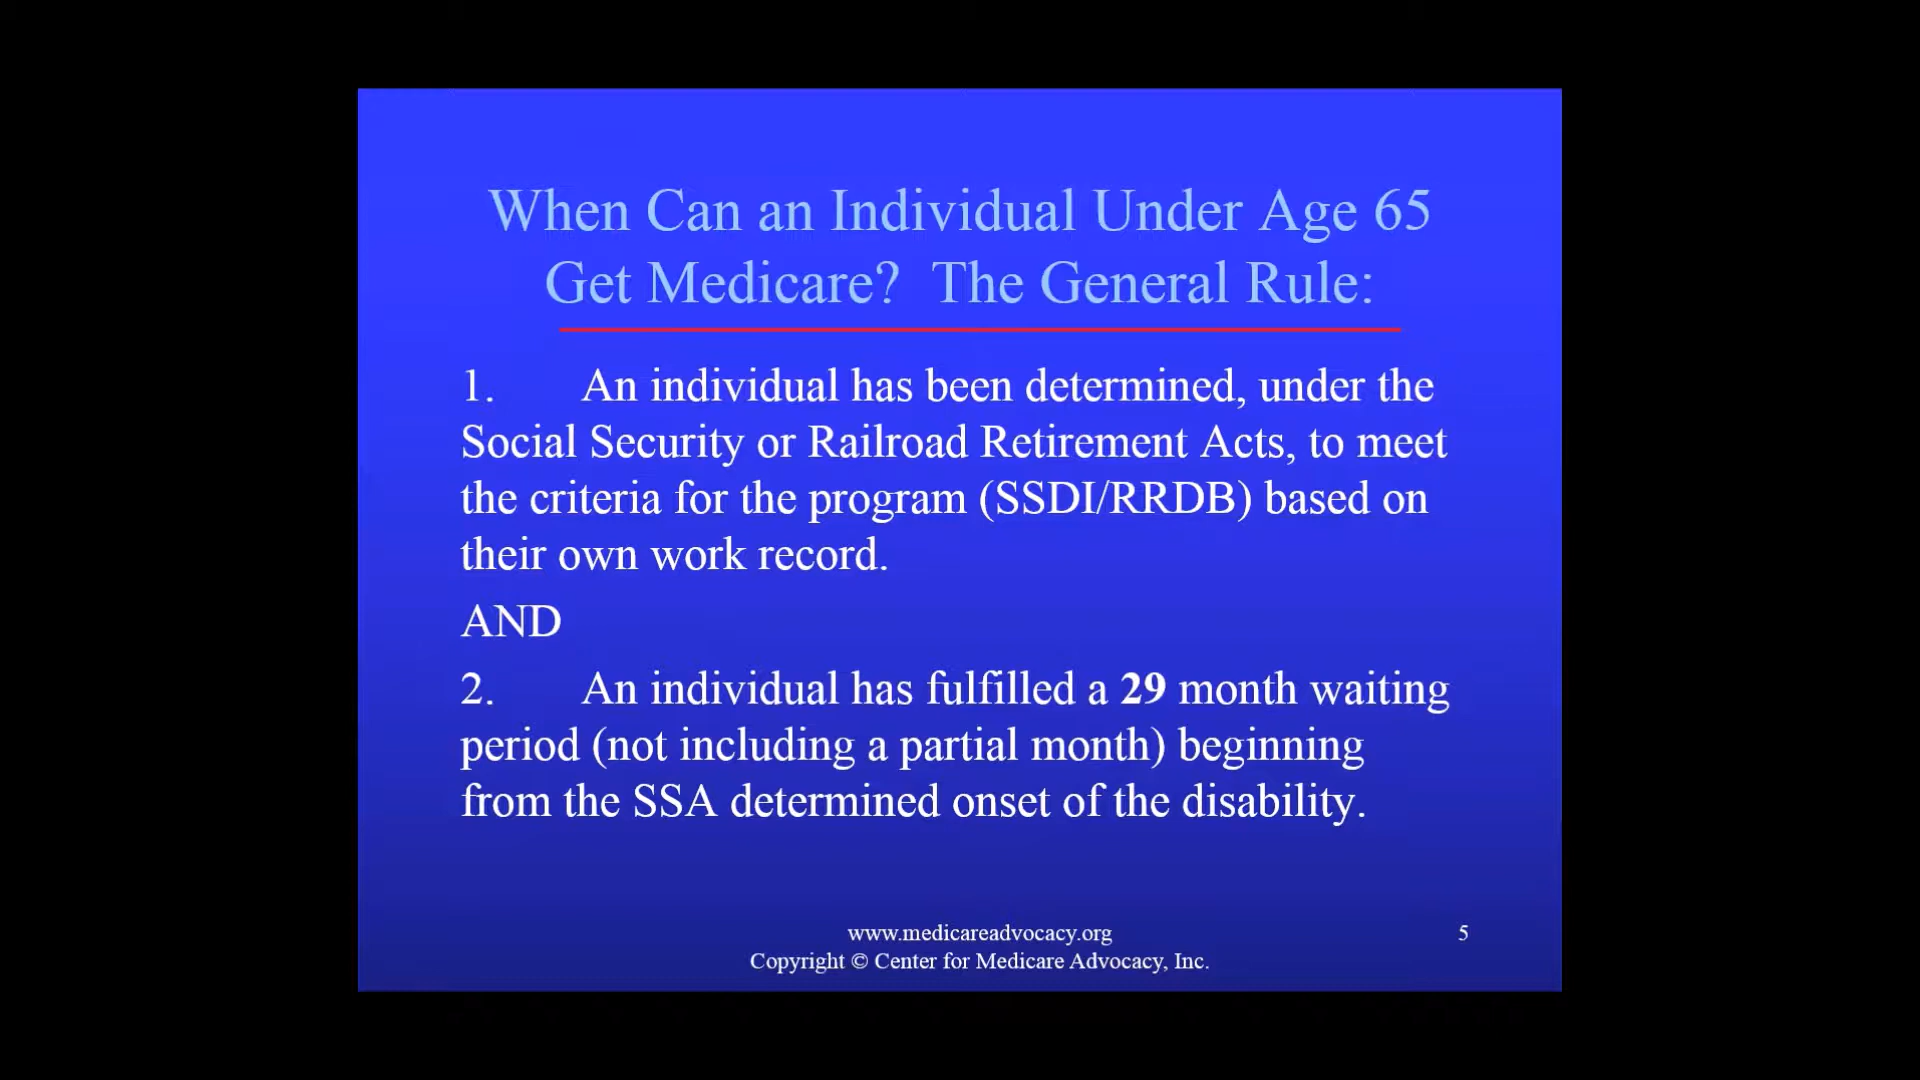 When Can an Individual Under Age 65
Get Medicare?  The General Rule:
1. An individual has been determined, under the
Social Security or Railroad Retirement Acts, to meet
the criteria for the program (SSDI/RRDB) based on
their own work record.
AND
2. An individual has fulfilled a 29 month waiting
period (not including a partial month) beginning
from the SSA determined onset of the disability.
www.medicareadvocacy.org
5
Copyright © Center for Medicare Advocacy, Inc.